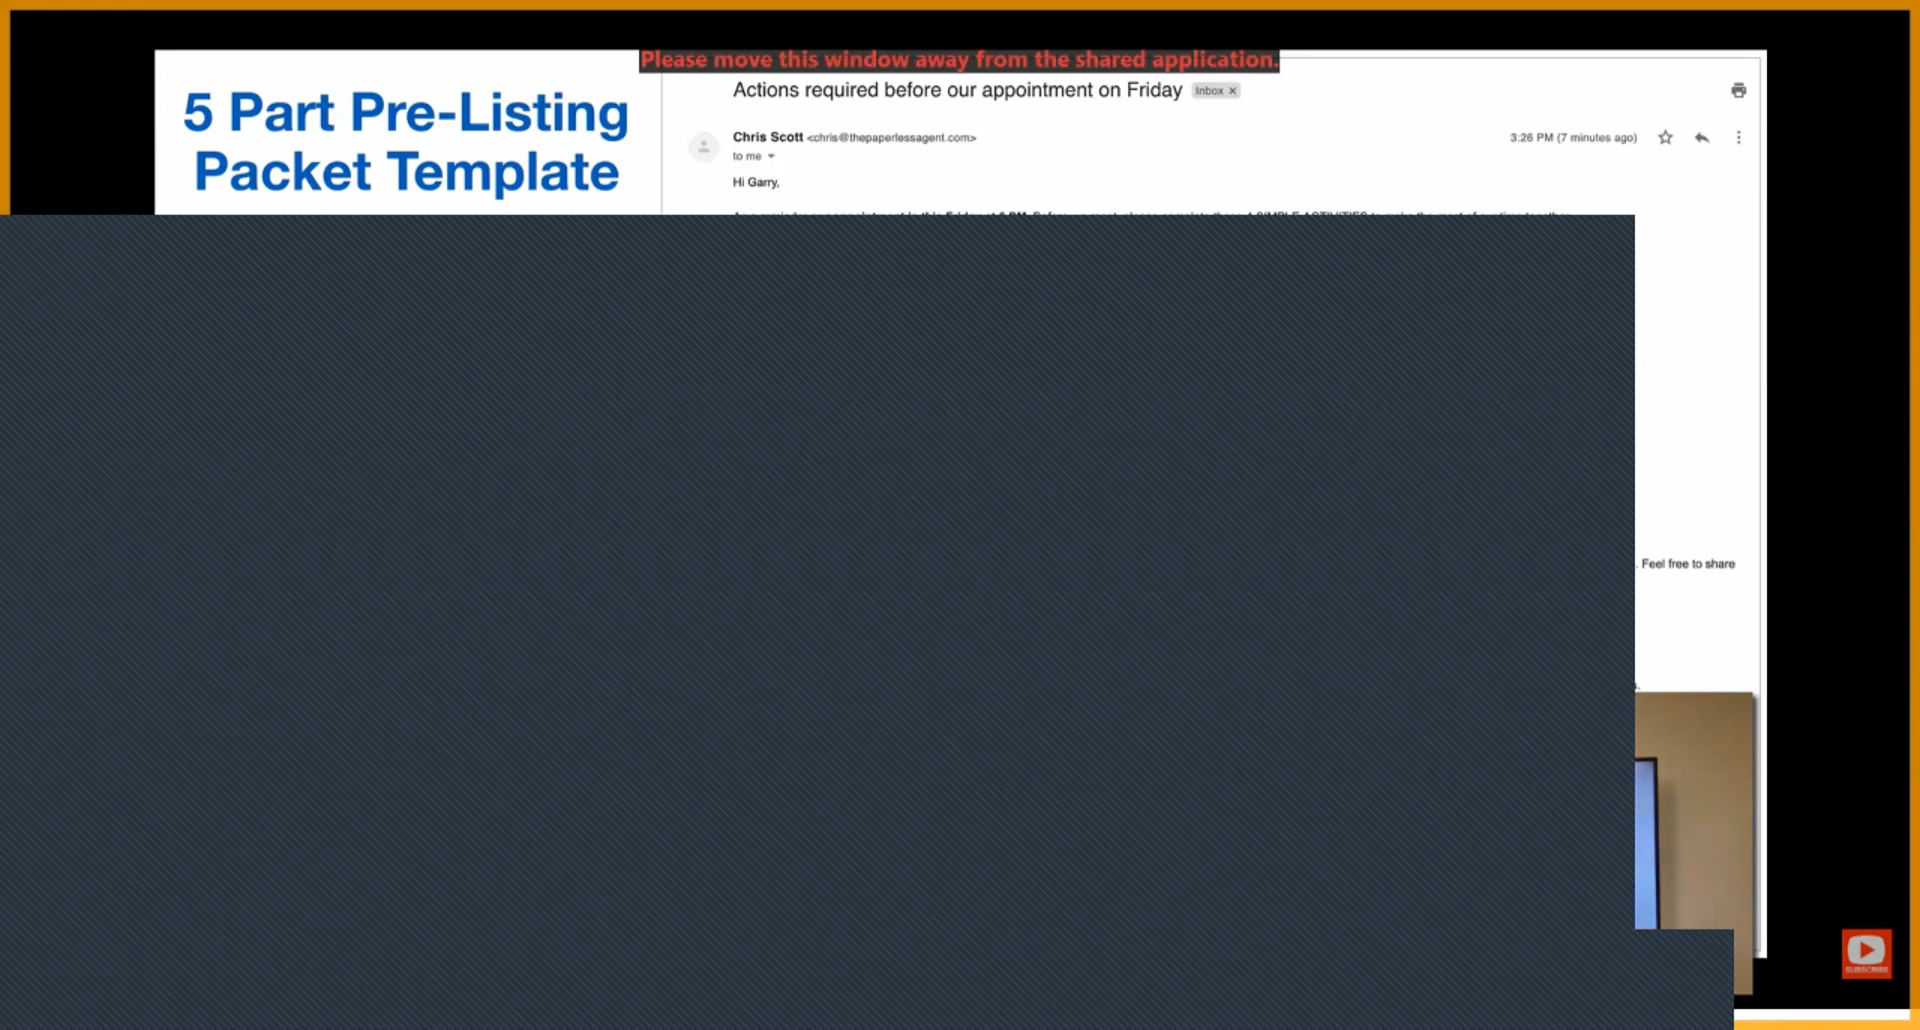 Please move this window away from the shared application.
5 Part Pre-Listing
Packet Template
Actions required before our appointment on Friday Inbox ×
Chris Scott <chris@thepaperlessagent.com>
3:26 PM (7 minutes ago)
to me
Hi Garry,
. Feel free to share
SUBSCRIBE